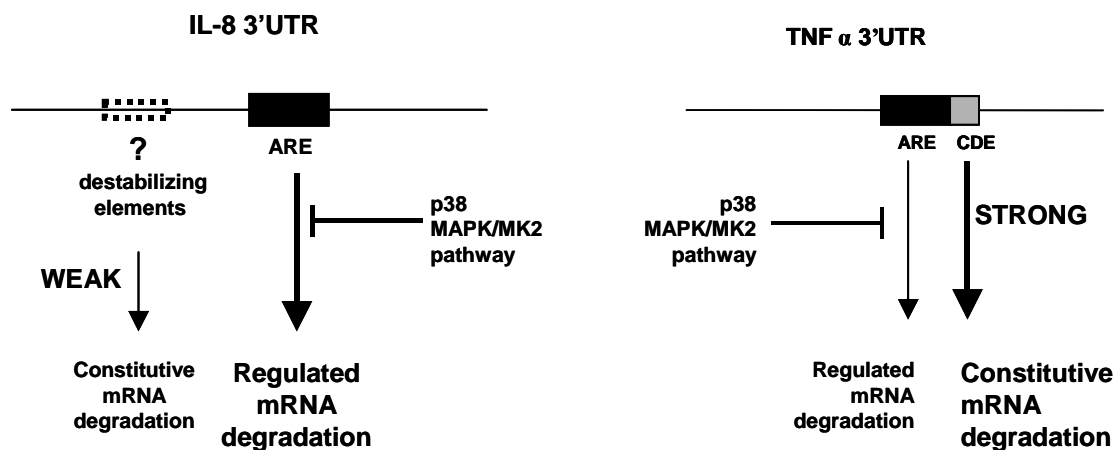 IL-8 3'UTR
?
destabilizing
elements
ARE
p38
MAPK/MK2
pathway
WEAK
Constitutive
mRNA
degradation
Regulated
mRNA
degradation
TNF α 3'UTR
ARE
CDE
p38
MAPK/MK2
pathway
STRONG
Regulated
mRNA
degradation
Constitutive
mRNA
degradation